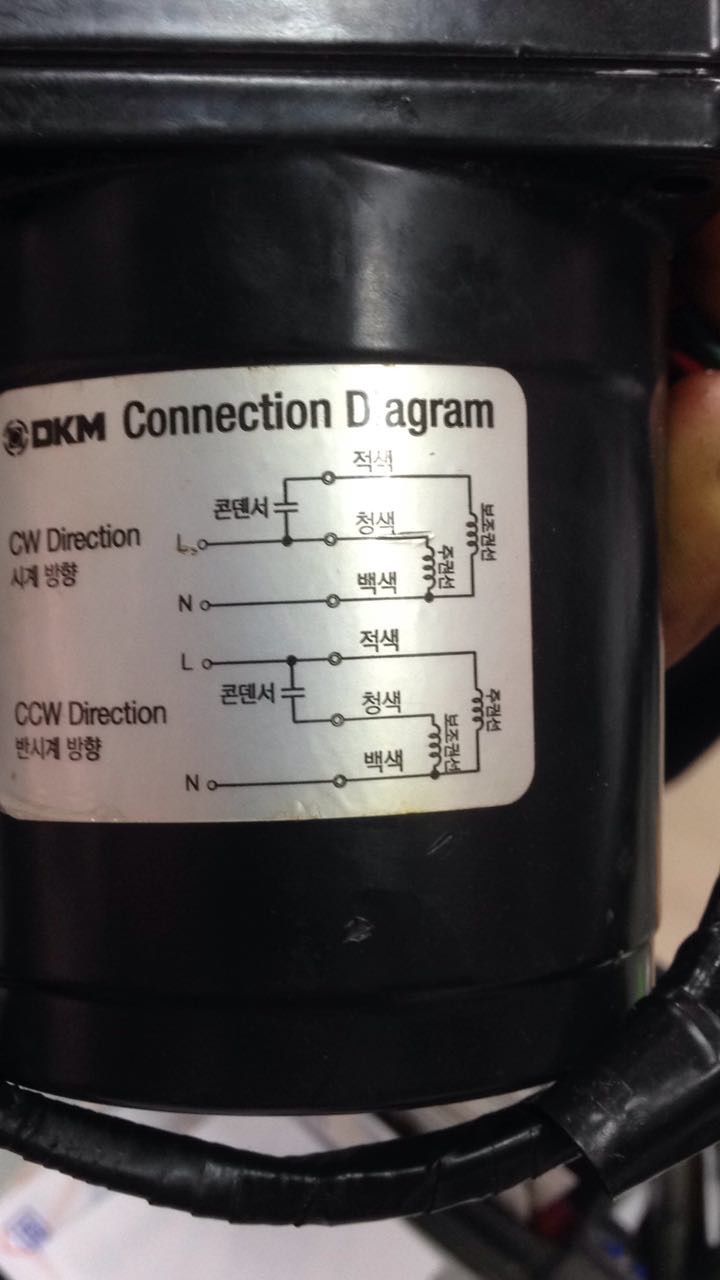 DKM Connection D agram
적색
콘덴서
CW Direction
시계 방향
L
청색
보조권선
주권선
N
백색
L
적색
콘덴서
CCW Direction
반시계 방향
청색
주권선
보조권선
N
백색